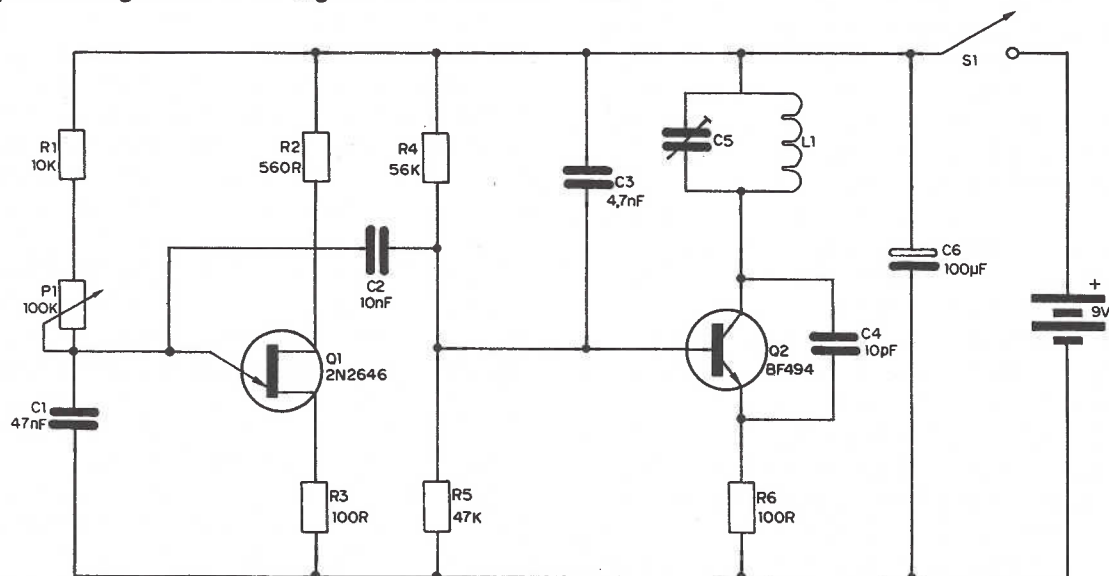 S1
R1
10K
R2
560R
R4
56K
C3
4,7nF
C5
L1
C6
100µF
+
9V
P1
100K
C2
10nF
Q1
2N2646
Q2
BF494
C4
10pF
C1
47nF
R3
100R
R5
47K
R6
100R